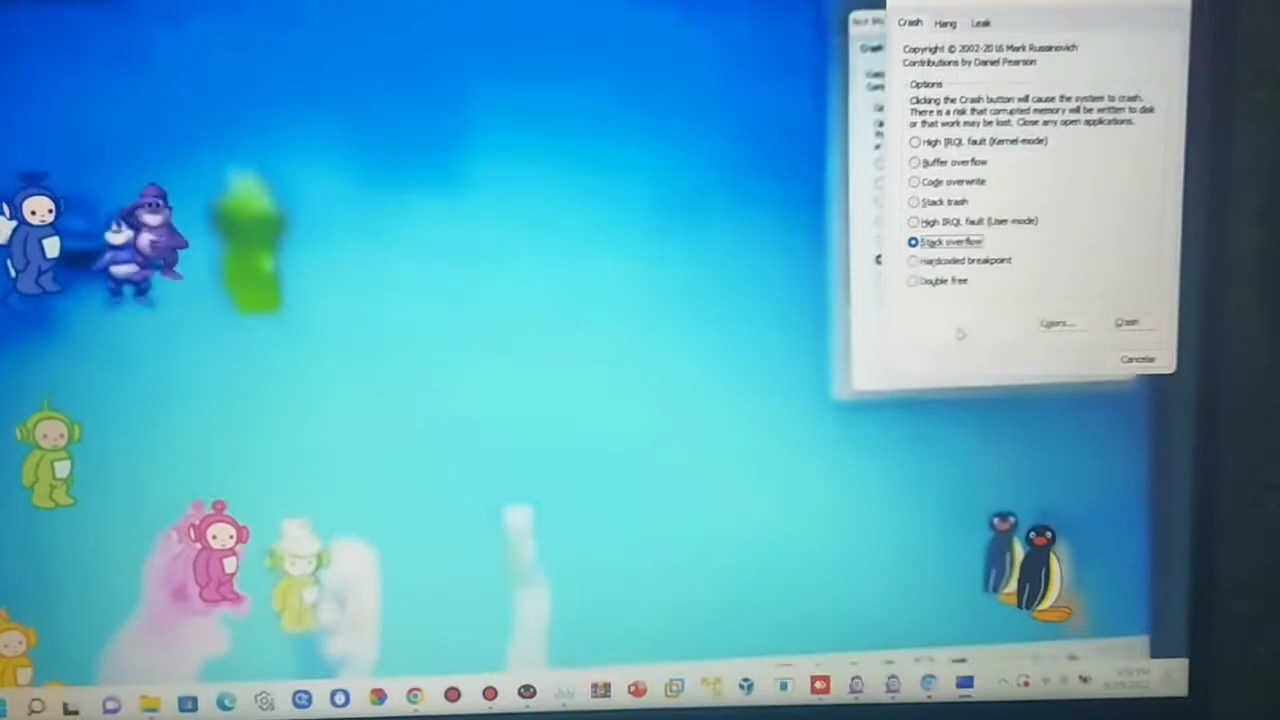 Crash Hang Leak
Copyright © 2002-2016 Mark Russinovich
Contributions by Daniel Pearson
Options
Clicking the Crash button will cause the system to crash.
There is a risk that corrupted memory will be written to disk
or that work may be lost. Close any open applications.
High IRQL fault (Kernel-mode)
Buffer overflow
Code overwrite
Stack trash
High IRQL fault (User-mode)
Stack overflow
Hardcoded breakpoint
Double free
Colors... Crash
Cancelar